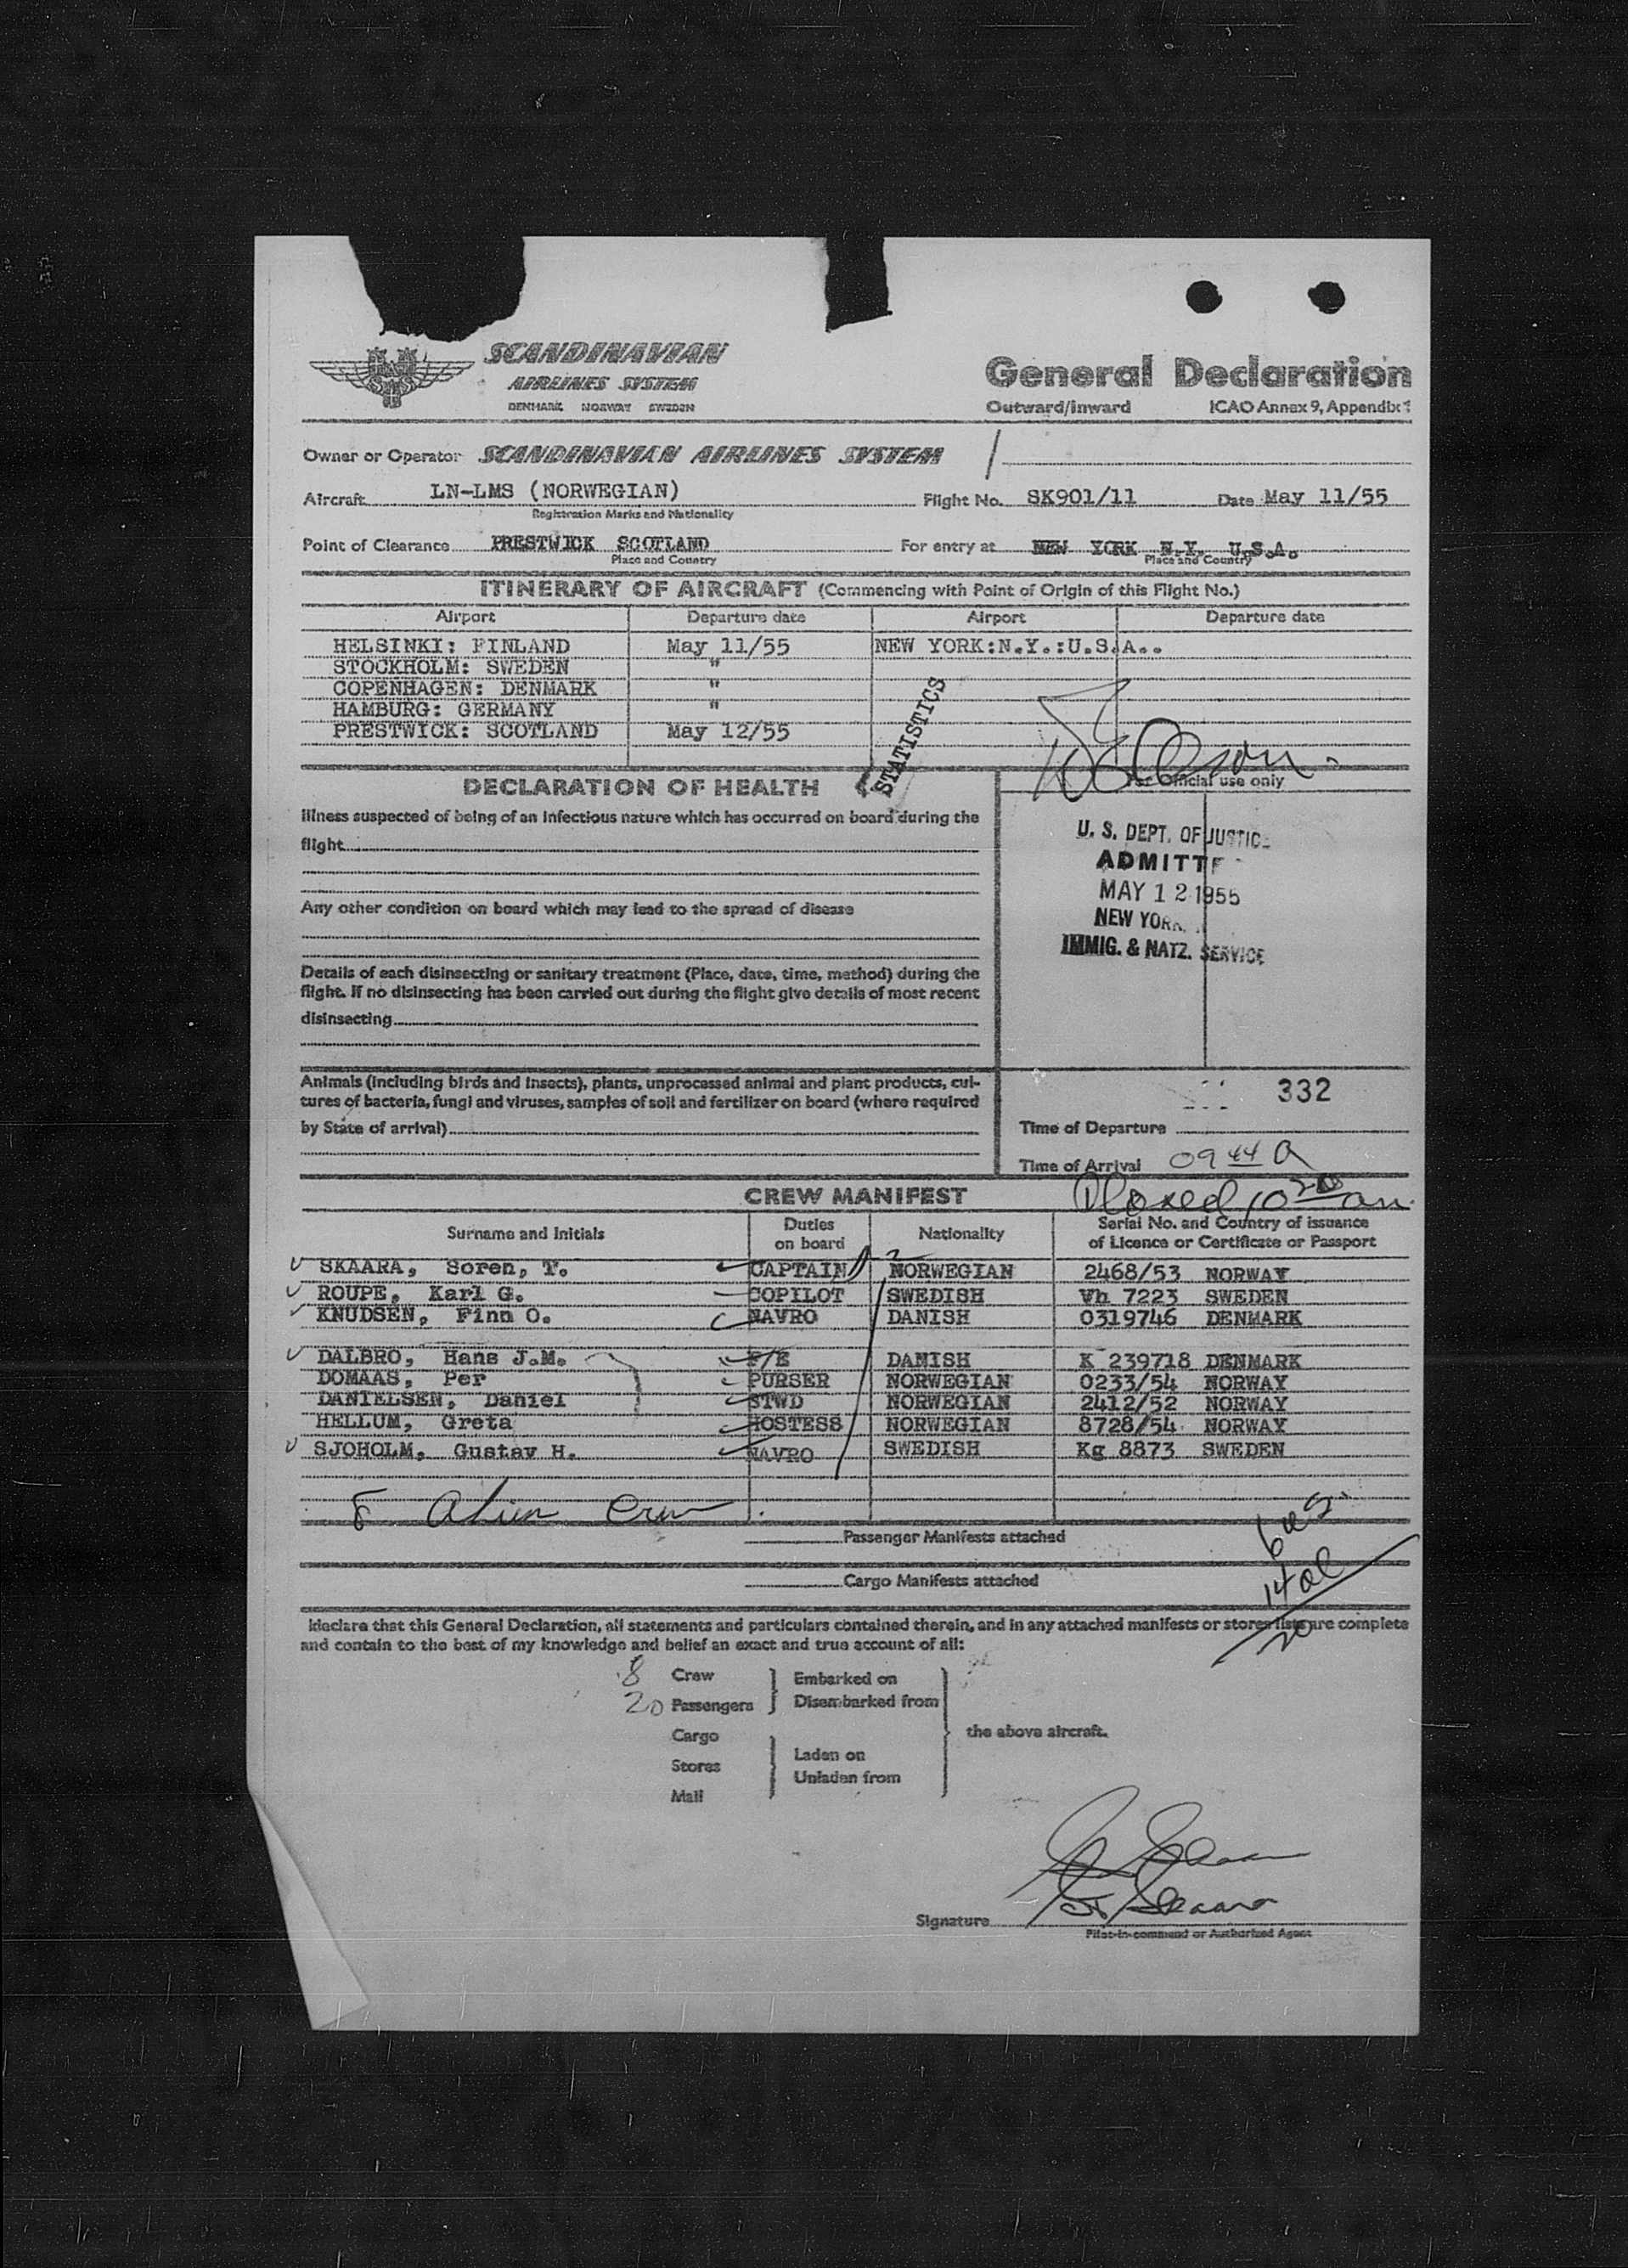 SCANDINAVIAN
AIRLINES SYSTEM
DENMARK NORWAY SWEDEN
General Declaration
Outward/inward ICAO Annex 9, Appendix 1
Owner or Operator SCANDINAVIAN AIRLINES SYSTEM
Aircraft LN-LMS (NORWEGIAN) Flight No. SK901/11 Date May 11/55
Registration Marks and Nationality
Point of Clearance PRESTWICK SCOTLAND For entry at NEW YORK N.Y. U.S.A.
Place and Country Place and Country
ITINERARY OF AIRCRAFT (Commencing with Point of Origin of this Flight No.)
Airport Departure date Airport Departure date
HELSINKI: FINLAND May 11/55 NEW YORK:N.Y.:U.S.A..
STOCKHOLM: SWEDEN "
COPENHAGEN: DENMARK "
HAMBURG: GERMANY "
PRESTWICK: SCOTLAND May 12/55
STATISTICS
DECLARATION OF HEALTH
For Official use only
Illness suspected of being of an infectious nature which has occurred on board during the
flight
Any other condition on board which may lead to the spread of disease
Details of each disinsecting or sanitary treatment (Place, date, time, method) during the
flight. If no disinsecting has been carried out during the flight give details of most recent
disinsecting
U. S. DEPT. OF JUSTIC
ADMITTE
MAY 12 1955
NEW YORK,
IMMIG. & NATZ. SERVICE
Animals (including birds and insects), plants, unprocessed animal and plant products, cul-
tures of bacteria, fungi and viruses, samples of soil and fertilizer on board (where required
by State of arrival)
332
Time of Departure
Time of Arrival 09 44 A
CREW MANIFEST
Surname and Initials Duties on board Nationality Serial No. and Country of issuance of Licence or Certificate or Passport
SKAARA, Soren, T. CAPTAIN NORWEGIAN 2468/53 NORWAY
ROUPE, Karl G. COPILOT SWEDISH Vh 7223 SWEDEN
KNUDSEN, Finn O. NAVRO DANISH 0319746 DENMARK
DALBRO, Hans J.M. F/E DANISH K 239718 DENMARK
DOMAAS, Per PURSER NORWEGIAN 0233/54 NORWAY
DANIELSEN, Daniel STWD NORWEGIAN 2412/52 NORWAY
HELLUM, Greta HOSTESS NORWEGIAN 8728/54 NORWAY
SJOHOLM, Gustav H. NAVRO SWEDISH Kg 8873 SWEDEN
8 Alien Crew
Passenger Manifests attached
Cargo Manifests attached
14 al
20
I declare that this General Declaration, all statements and particulars contained therein, and in any attached manifests or stores lists are complete
and contain to the best of my knowledge and belief an exact and true account of all:
8 Crew Embarked on
20 Passengers Disembarked from
Cargo the above aircraft.
Stores Laden on
Unladen from
Mail
Signature
Pilot-in-command or Authorized Agent